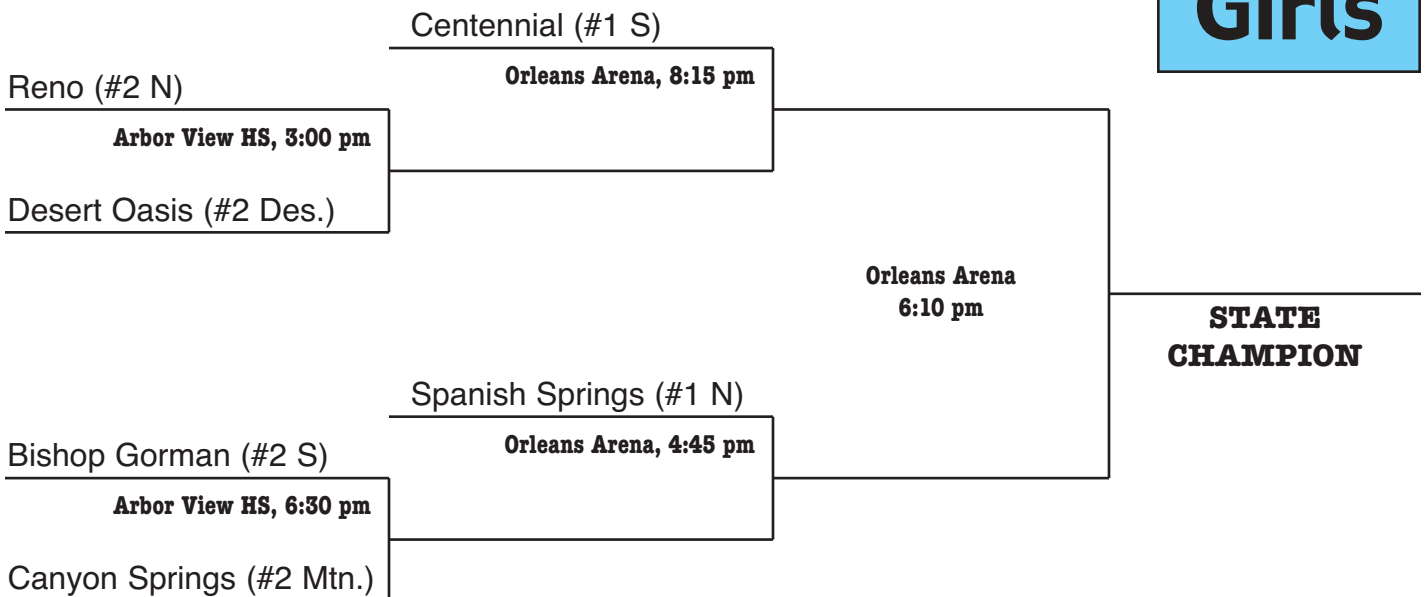 Girls
Centennial (#1 S)
Orleans Arena, 8:15 pm
Reno (#2 N)
Arbor View HS, 3:00 pm
Desert Oasis (#2 Des.)
Orleans Arena
6:10 pm
STATE
CHAMPION
Spanish Springs (#1 N)
Orleans Arena, 4:45 pm
Bishop Gorman (#2 S)
Arbor View HS, 6:30 pm
Canyon Springs (#2 Mtn.)